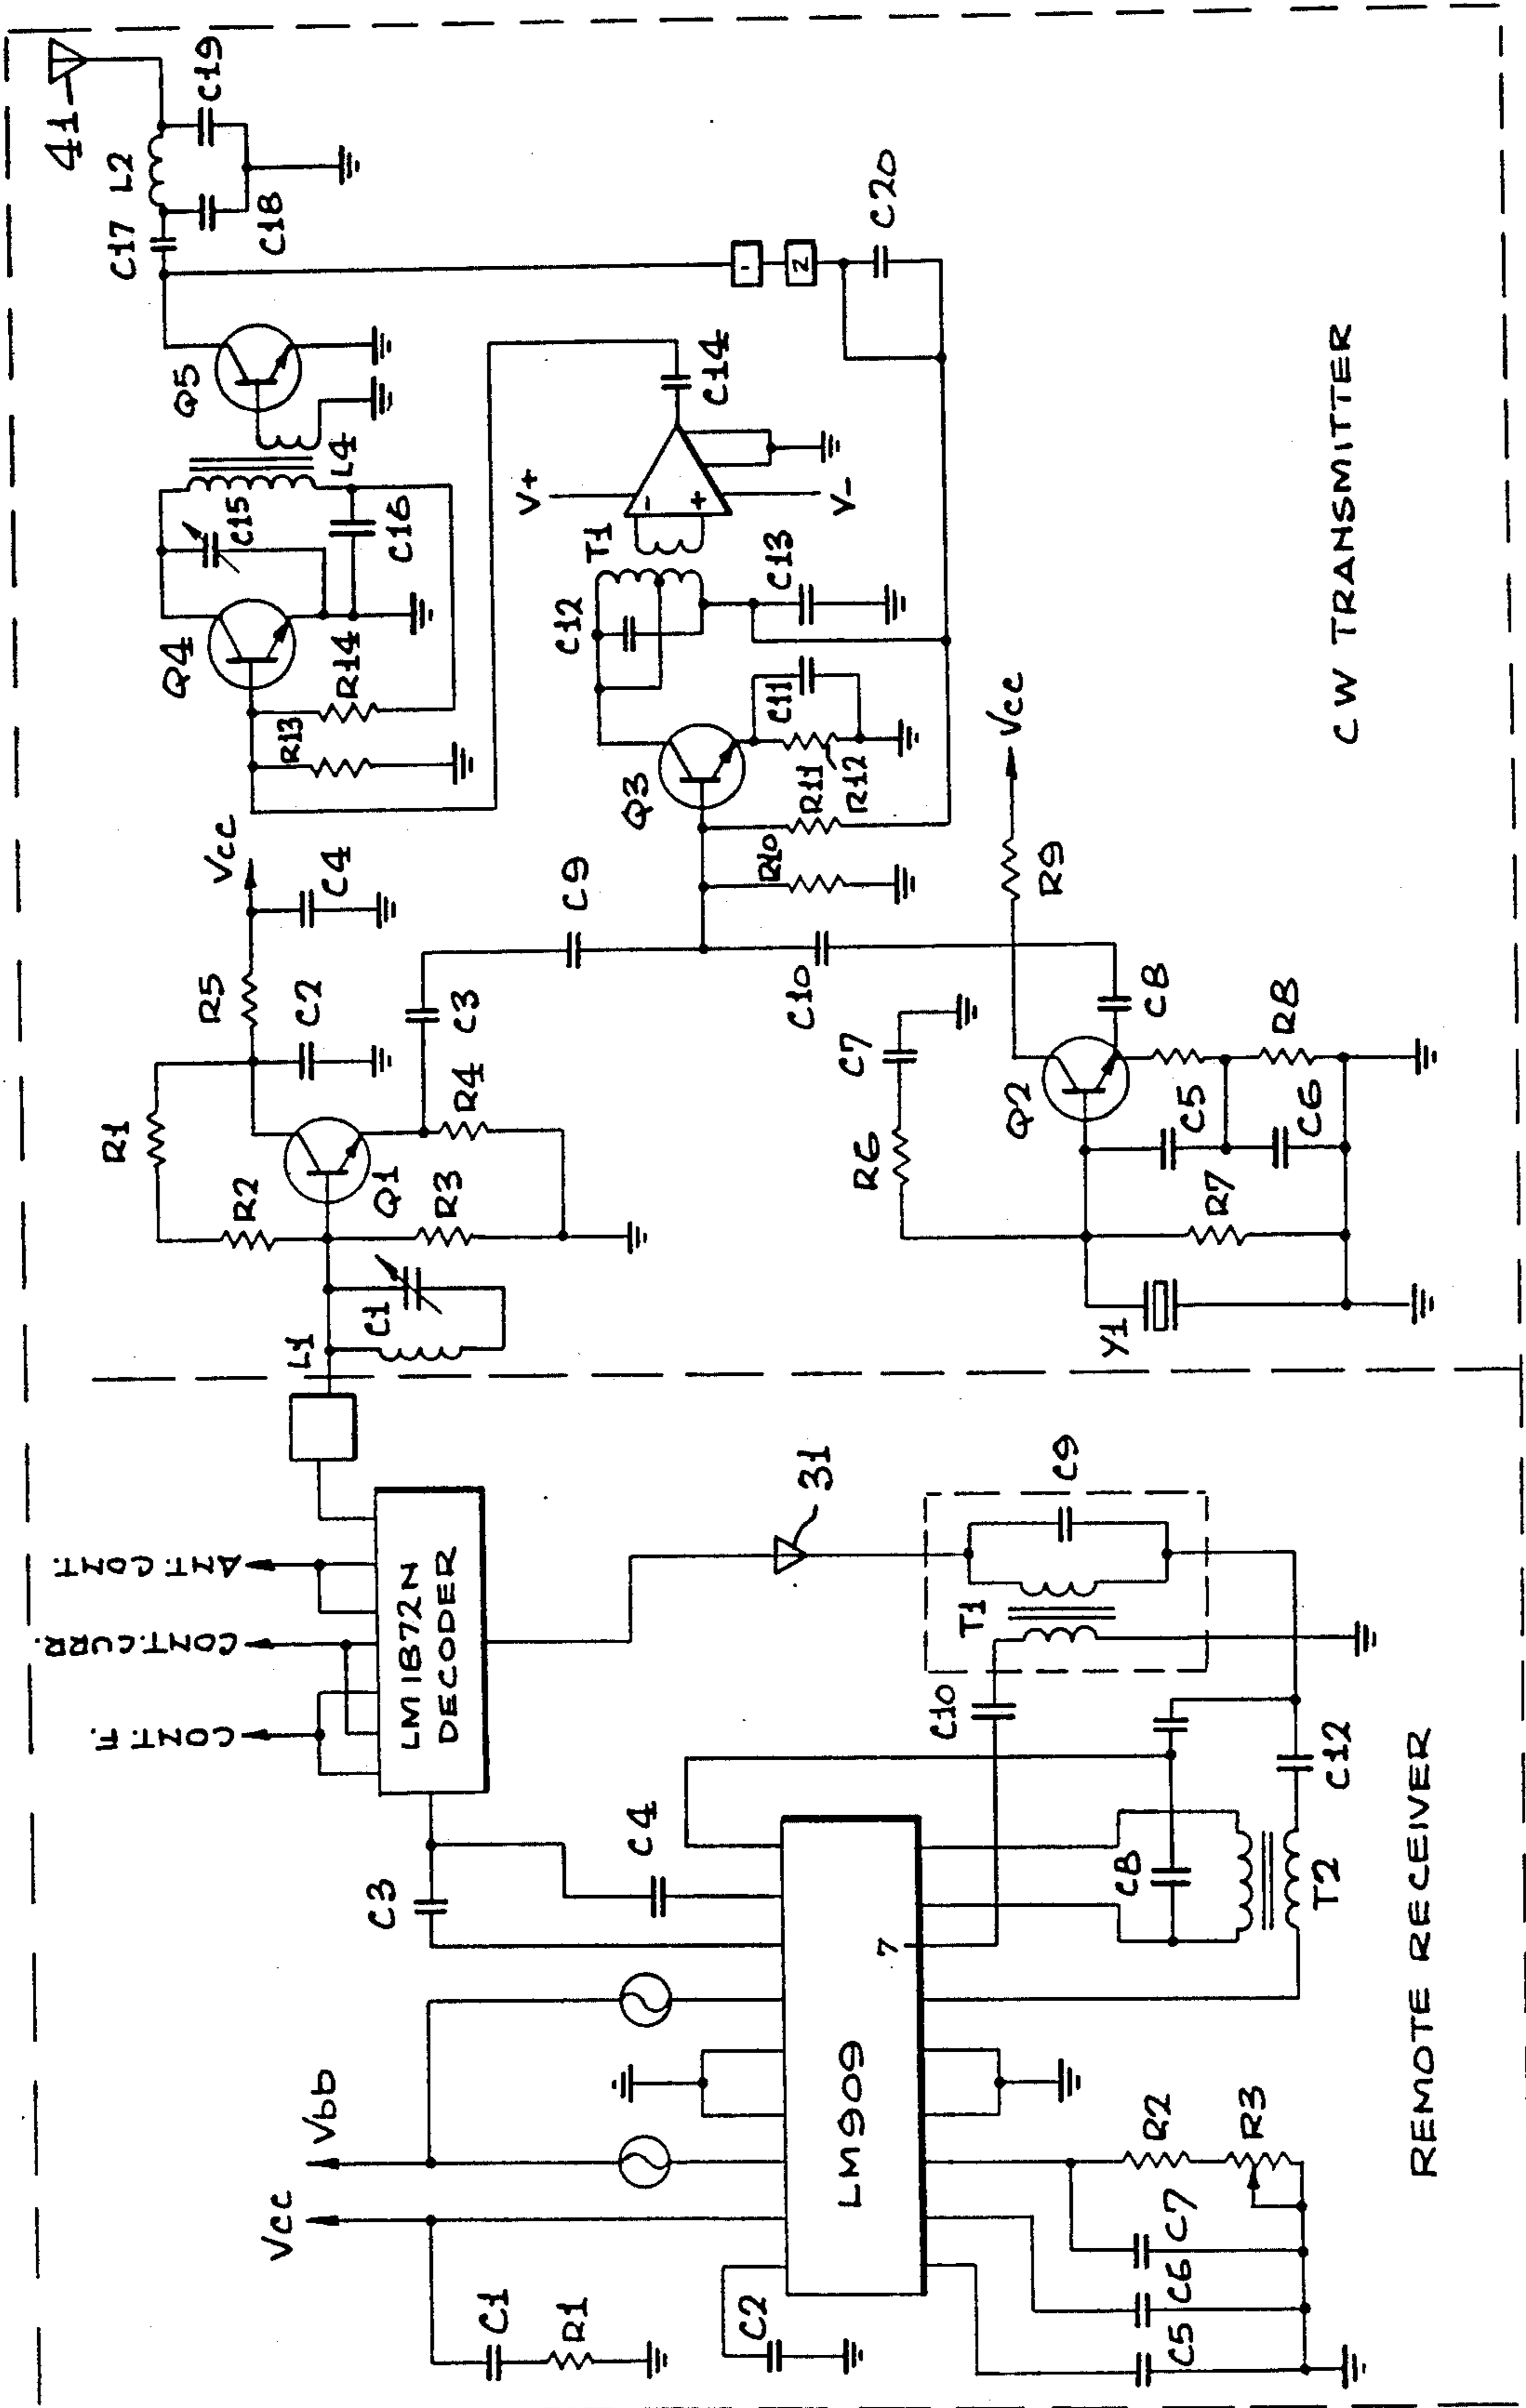 41
C19
L2
C17
C18
C20
Q5
L4
C15
C16
Q4
R14
R13
V+
C14
T1
-
+
V-
1
2
C13
C12
C11
Q3
R11
R12
R10
Vcc
C4
R5
C2
C9
C3
C10
Vcc
R9
R1
R2
Q1
R4
R3
C7
R6
Q2
C8
R8
C5
C6
R7
Y1
C1
L1
CW TRANSMITTER
ANT.CONT.
CONT.CURR.
CONT.F.
LM1872N
DECODER
31
C9
T1
C10
C12
C8
T2
C3
C4
7
LM909
Vbb
Vcc
C1
R1
C2
R2
R3
C7
C6
C5
REMOTE RECEIVER